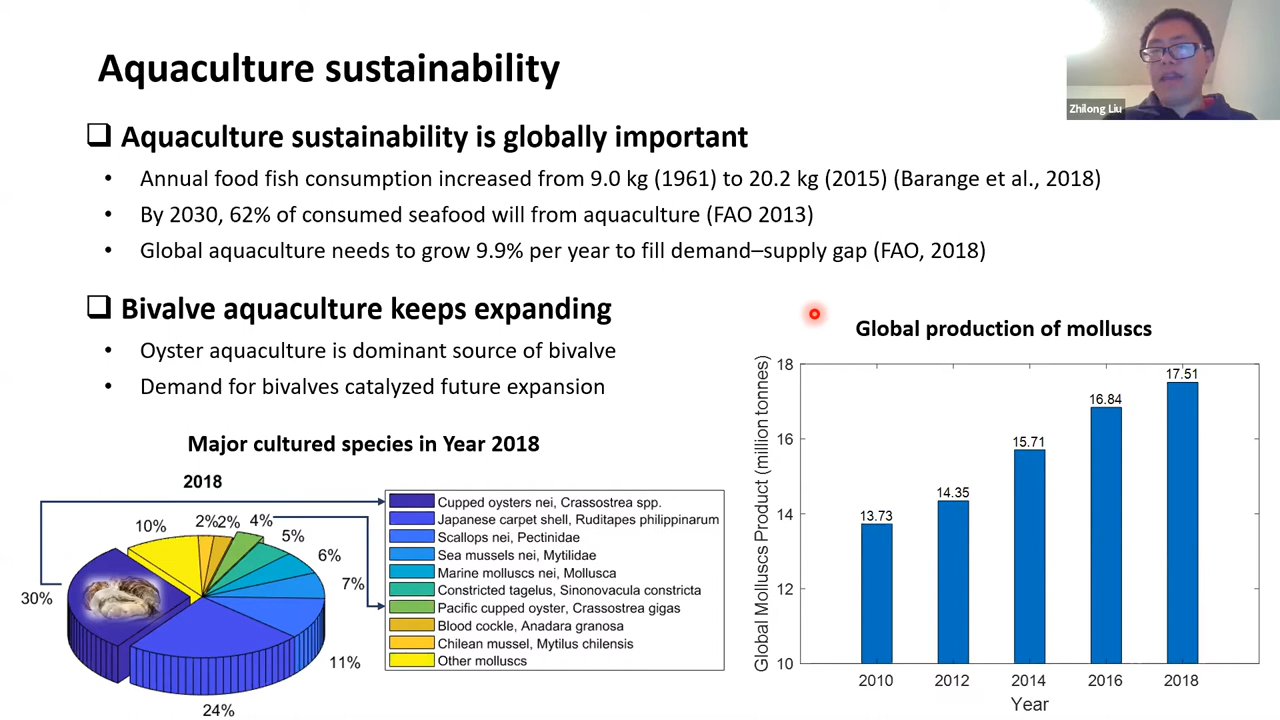 Aquaculture sustainability
Zhilong Liu
❑ Aquaculture sustainability is globally important
• Annual food fish consumption increased from 9.0 kg (1961) to 20.2 kg (2015) (Barange et al., 2018)
• By 2030, 62% of consumed seafood will from aquaculture (FAO 2013)
• Global aquaculture needs to grow 9.9% per year to fill demand–supply gap (FAO, 2018)
❑ Bivalve aquaculture keeps expanding
• Oyster aquaculture is dominant source of bivalve
• Demand for bivalves catalyzed future expansion
Major cultured species in Year 2018
2018
10%
2%
2%
4%
5%
6%
7%
11%
24%
30%
Cupped oysters nei, Crassostrea spp.
Japanese carpet shell, Ruditapes philippinarum
Scallops nei, Pectinidae
Sea mussels nei, Mytilidae
Marine molluscs nei, Mollusca
Constricted tagelus, Sinonovacula constricta
Pacific cupped oyster, Crassostrea gigas
Blood cockle, Anadara granosa
Chilean mussel, Mytilus chilensis
Other molluscs
Global production of molluscs
Global Molluscs Product (million tonnes)
18
16
14
12
10
13.73
14.35
15.71
16.84
17.51
2010
2012
2014
2016
2018
Year